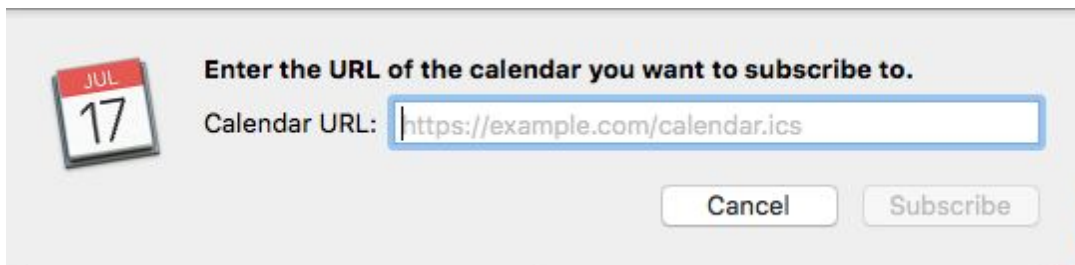 JUL
17
Enter the URL of the calendar you want to subscribe to.
Calendar URL: https://example.com/calendar.ics
Cancel Subscribe